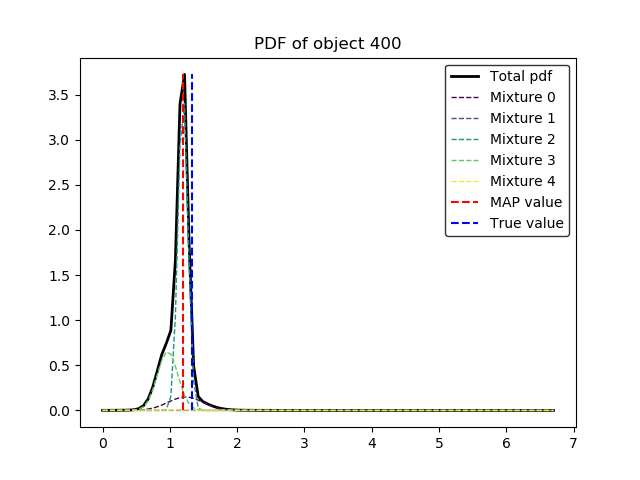 PDF of object 400
Total pdf
Mixture 0
Mixture 1
Mixture 2
Mixture 3
Mixture 4
MAP value
True value
3.5
3.0
2.5
2.0
1.5
1.0
0.5
0.0
0 1 2 3 4 5 6 7